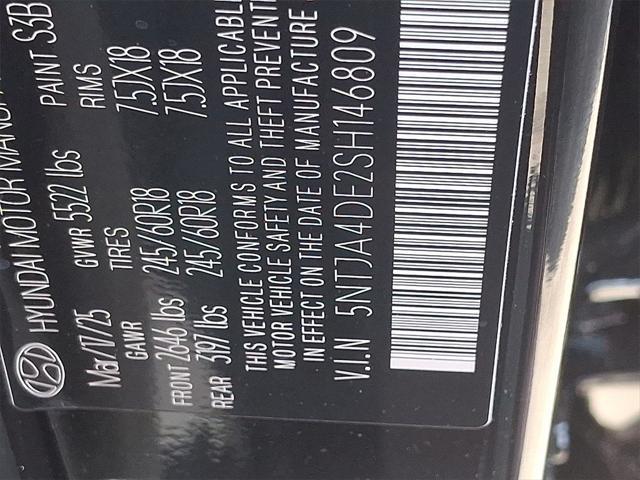 HYUNDAI MOTOR MANUFA
Mar/17/25 GVWR 5522 lbs PAINT S3B
GAWR TIRES RIMS
FRONT 2646 lbs 245/60R18 7.5JX18
REAR 3197 lbs 245/60R18 7.5JX18
THIS VEHICLE CONFORMS TO ALL APPLICABL
MOTOR VEHICLE SAFETY AND THEFT PREVENTI
IN EFFECT ON THE DATE OF MANUFACTURE
V.I.N 5NTJA4DE2SH146809